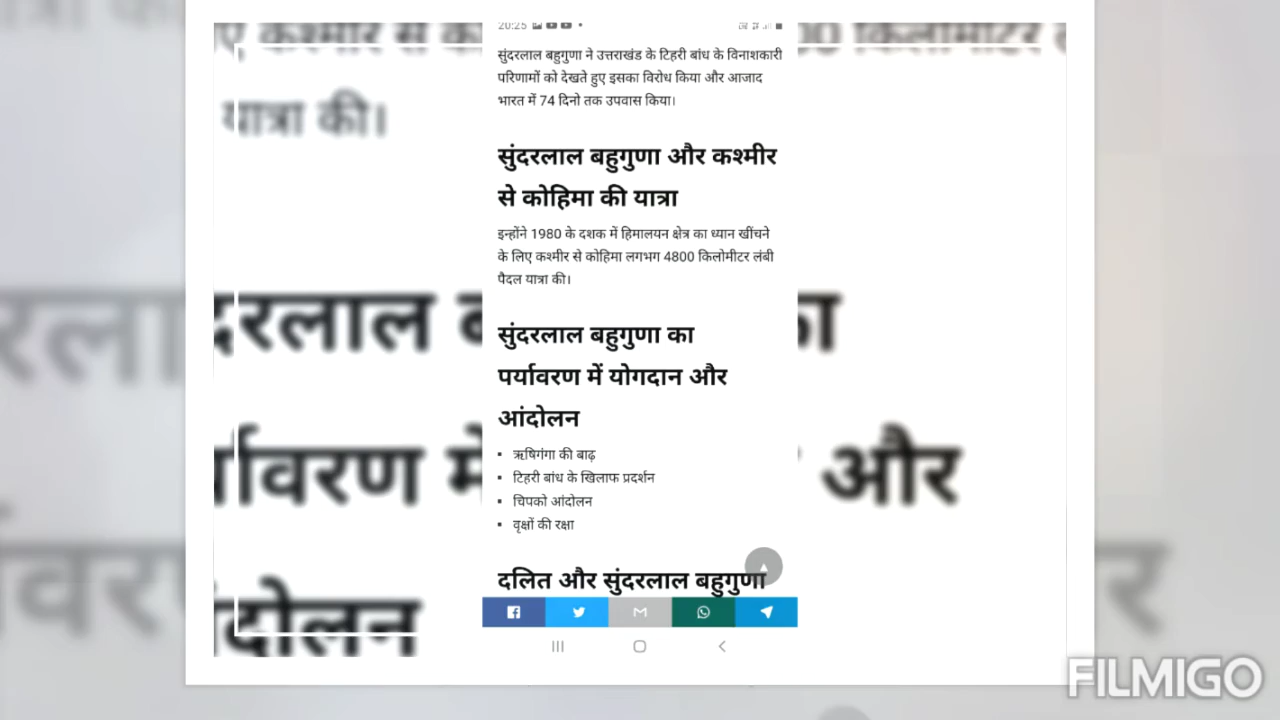 20:25
सुंदरलाल बहुगुणा ने उत्तराखंड के टिहरी बांध के विनाशकारी
परिणामों को देखते हुए इसका विरोध किया और आजाद
भारत में 74 दिनो तक उपवास किया।
सुंदरलाल बहुगुणा और कश्मीर
से कोहिमा की यात्रा
इन्होंने 1980 के दशक में हिमालयन क्षेत्र का ध्यान खींचने
के लिए कश्मीर से कोहिमा लगभग 4800 किलोमीटर लंबी
पैदल यात्रा की।
सुंदरलाल बहुगुणा का
पर्यावरण में योगदान और
आंदोलन
▪ ऋषिगंगा की बाढ़
▪ टिहरी बांध के खिलाफ प्रदर्शन
▪ चिपको आंदोलन
▪ वृक्षों की रक्षा
दलित और सुंदरलाल बहुगुणा
FILMIGO